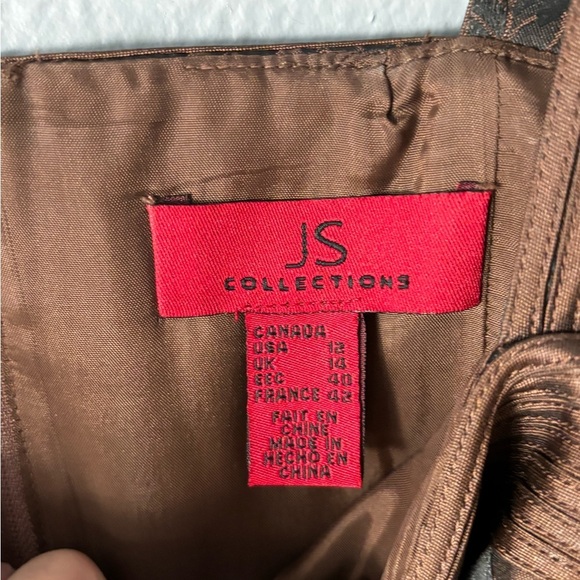 JS
COLLECTIONS
CANADA
USA 12
UK 14
EEC 40
FRANCE 42
FAIT EN
CHINE
MADE IN
HECHO EN
CHINA